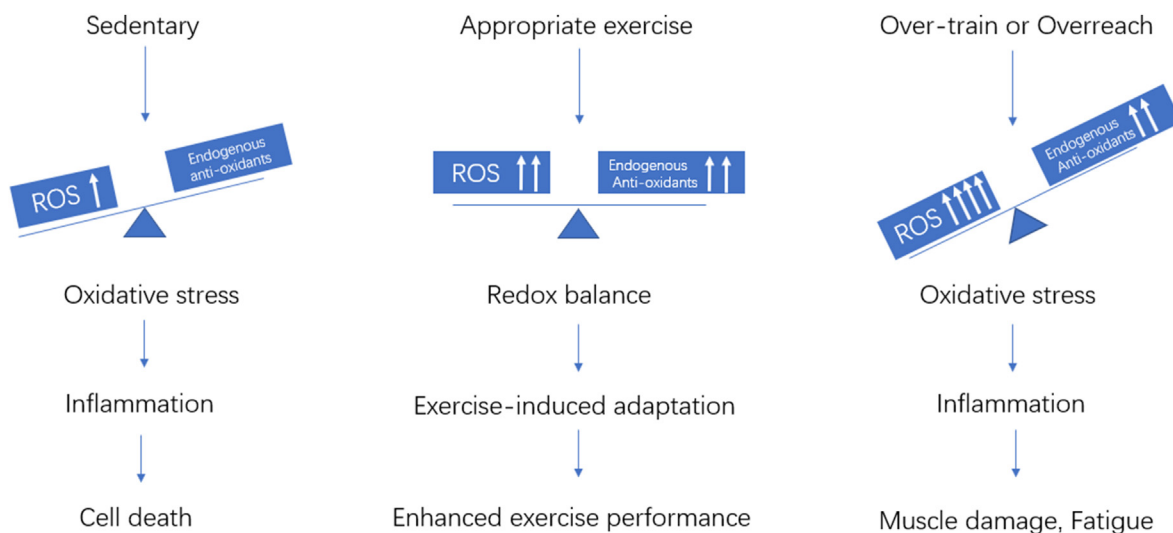 Sedentary
ROS
Endogenous
anti-oxidants
Oxidative stress
Inflammation
Cell death
Appropriate exercise
ROS
Endogenous
Anti-oxidants
Redox balance
Exercise-induced adaptation
Enhanced exercise performance
Over-train or Overreach
ROS
Endogenous
Anti-oxidants
Oxidative stress
Inflammation
Muscle damage, Fatigue